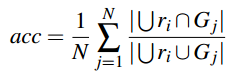 acc = \frac{1}{N} \sum_{j=1}^{N} \frac{|\bigcup r_i \cap G_j|}{|\bigcup r_i \cup G_j|}